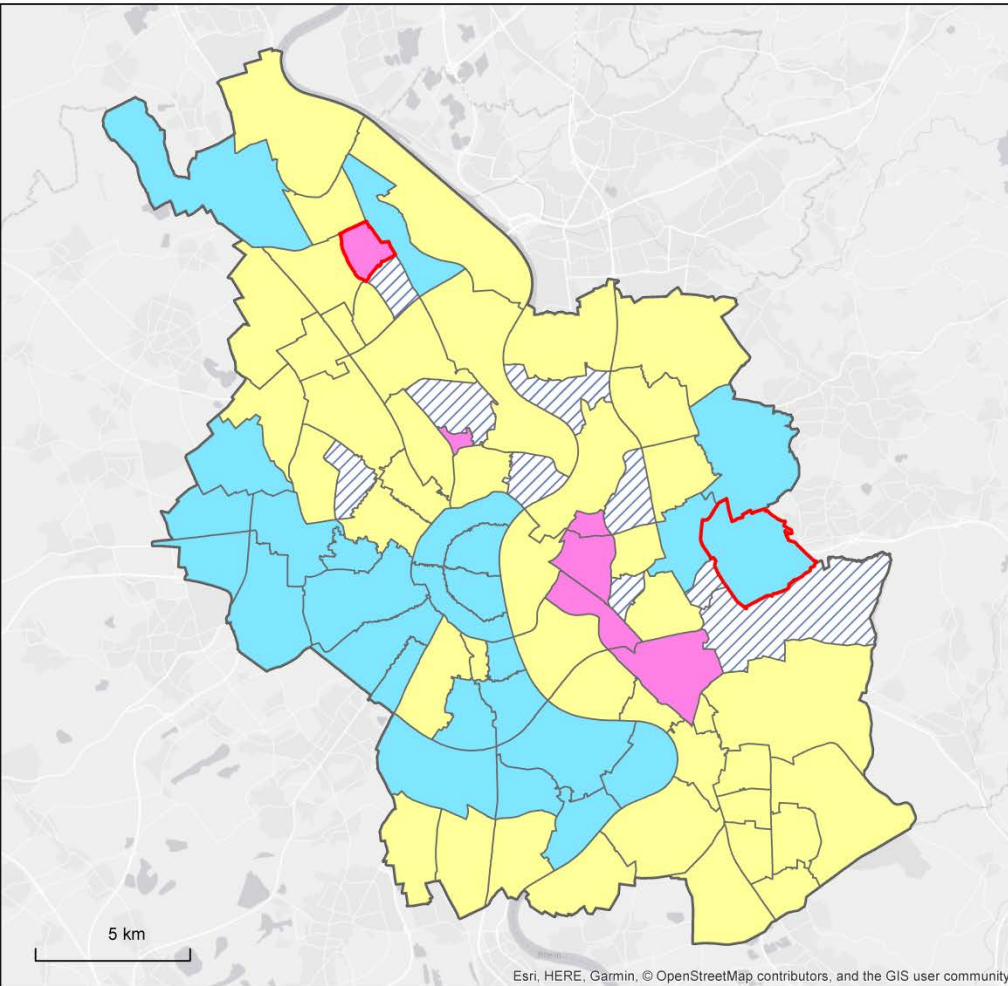 5 km
Esri, HERE, Garmin, © OpenStreetMap contributors, and the GIS user community